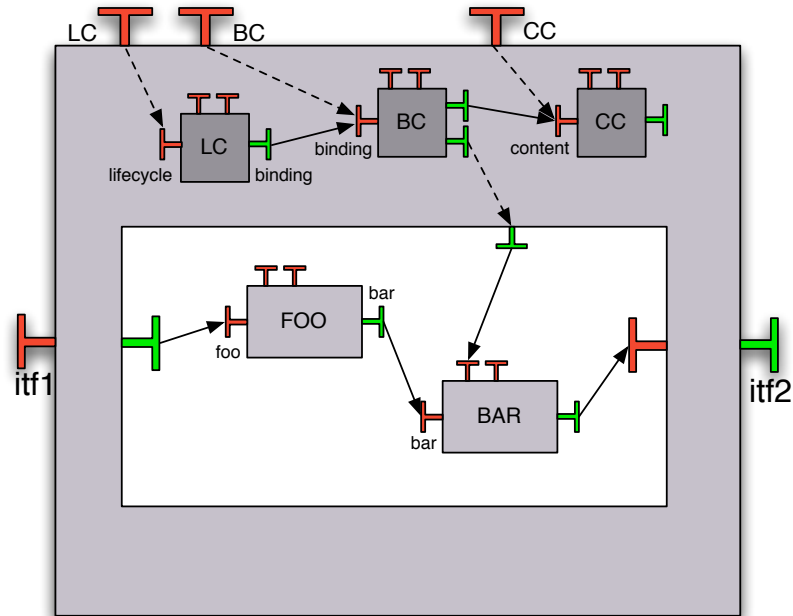 LC
BC
CC
LC
BC
CC
lifecycle
binding
binding
content
FOO
bar
foo
itf1
itf2
BAR
bar